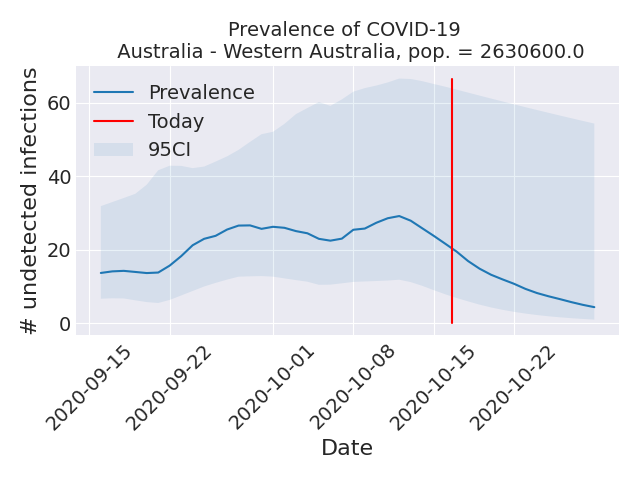 Prevalence of COVID-19
Australia - Western Australia, pop. = 2630600.0
# undetected infections
60
40
20
0
Prevalence
Today
95CI
2020-09-15
2020-09-22
2020-10-01
2020-10-08
2020-10-15
2020-10-22
Date